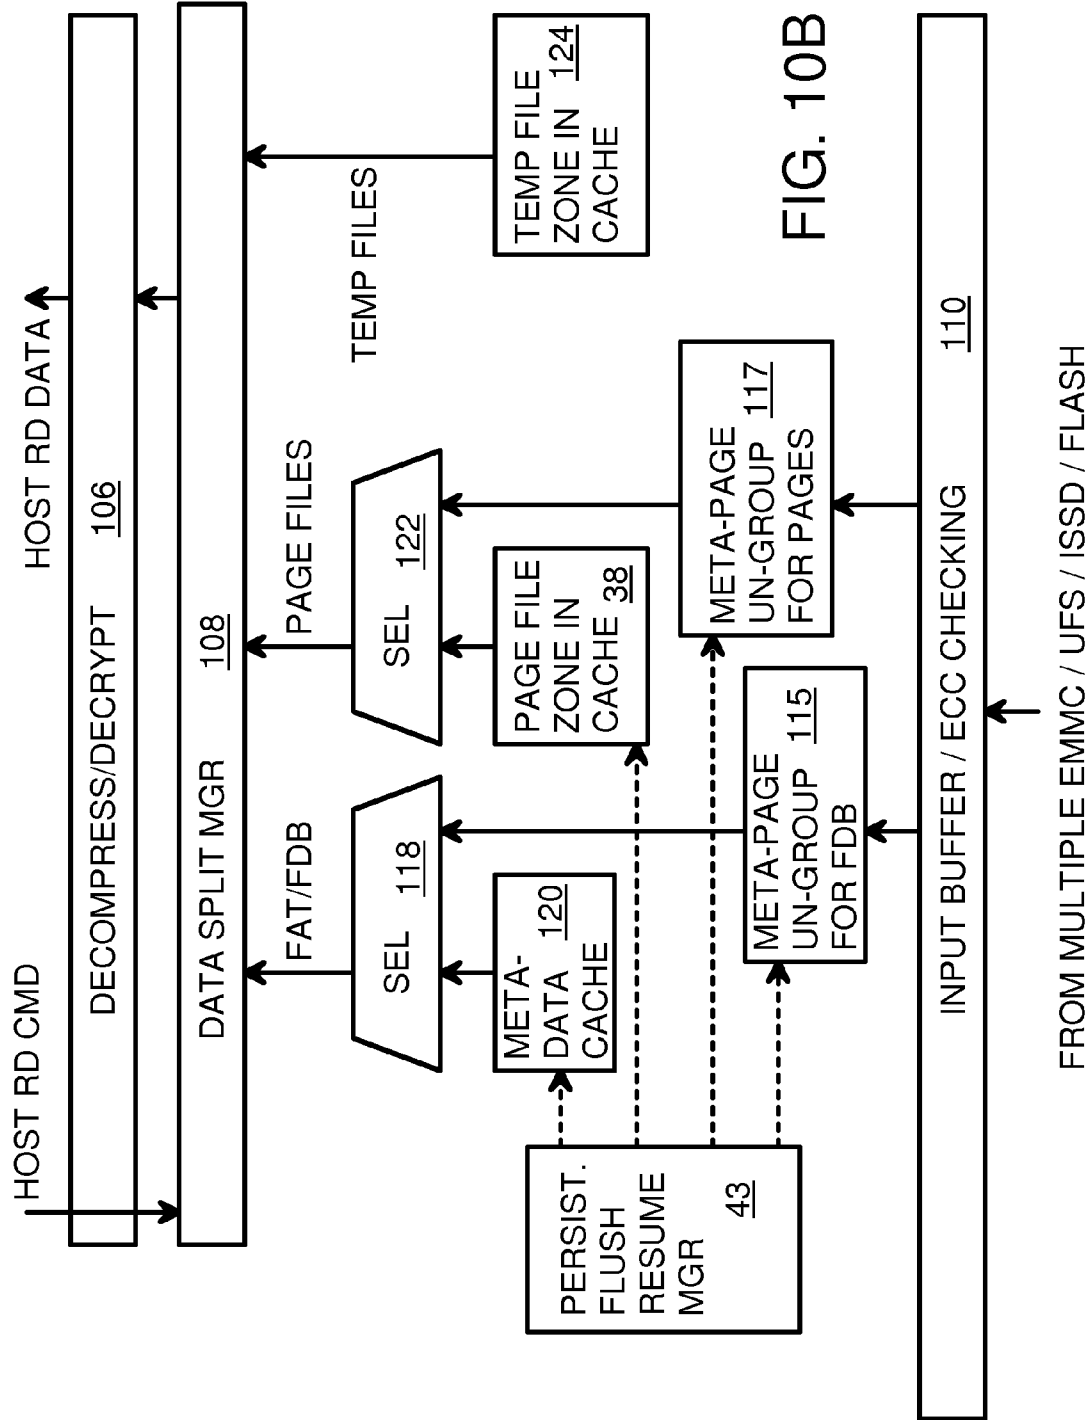 HOST RD CMD
HOST RD DATA
DECOMPRESS/DECRYPT 106
DATA SPLIT MGR 108
FAT/FDB
PAGE FILES
TEMP FILES
SEL 118
SEL 122
META-
DATA 120
CACHE
PAGE FILE
ZONE IN
CACHE 38
TEMP FILE
ZONE IN 124
CACHE
PERSIST.
FLUSH
RESUME
MGR 43
META-PAGE
UN-GROUP 115
FOR FDB
META-PAGE
UN-GROUP 117
FOR PAGES
FIG. 10B
INPUT BUFFER / ECC CHECKING 110
FROM MULTIPLE EMMC / UFS / ISSD / FLASH